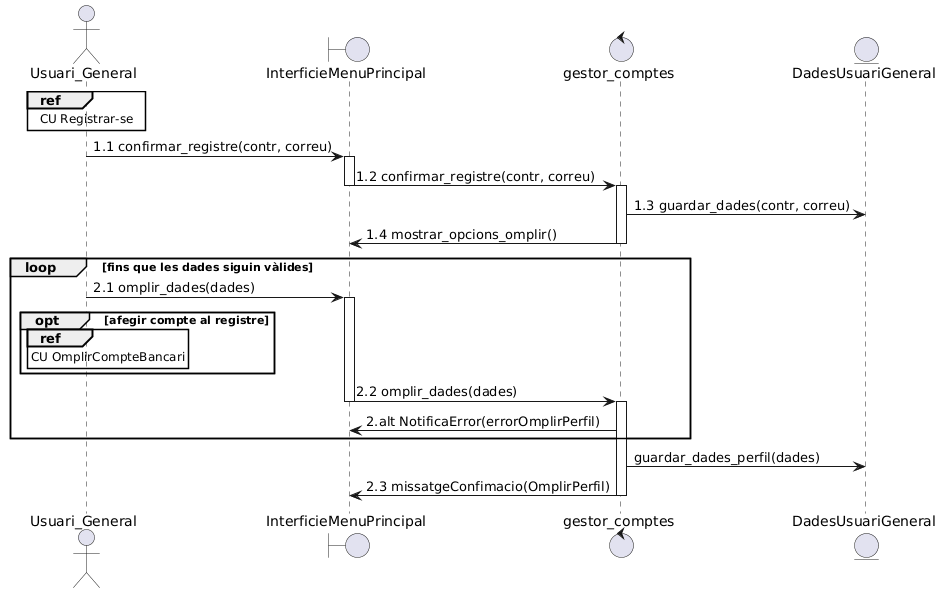 Usuari_General
InterficieMenuPrincipal
gestor_comptes
DadesUsuariGeneral
ref
CU Registrar-se
1.1 confirmar_registre(contr, correu)
1.2 confirmar_registre(contr, correu)
1.3 guardar_dades(contr, correu)
1.4 mostrar_opcions_omplir()
loop [fins que les dades siguin vàlides]
2.1 omplir_dades(dades)
opt [afegir compte al registre]
ref
CU OmplirCompteBancari
2.2 omplir_dades(dades)
2.alt NotificaError(errorOmplirPerfil)
guardar_dades_perfil(dades)
2.3 missatgeConfimacio(OmplirPerfil)
Usuari_General
InterficieMenuPrincipal
gestor_comptes
DadesUsuariGeneral